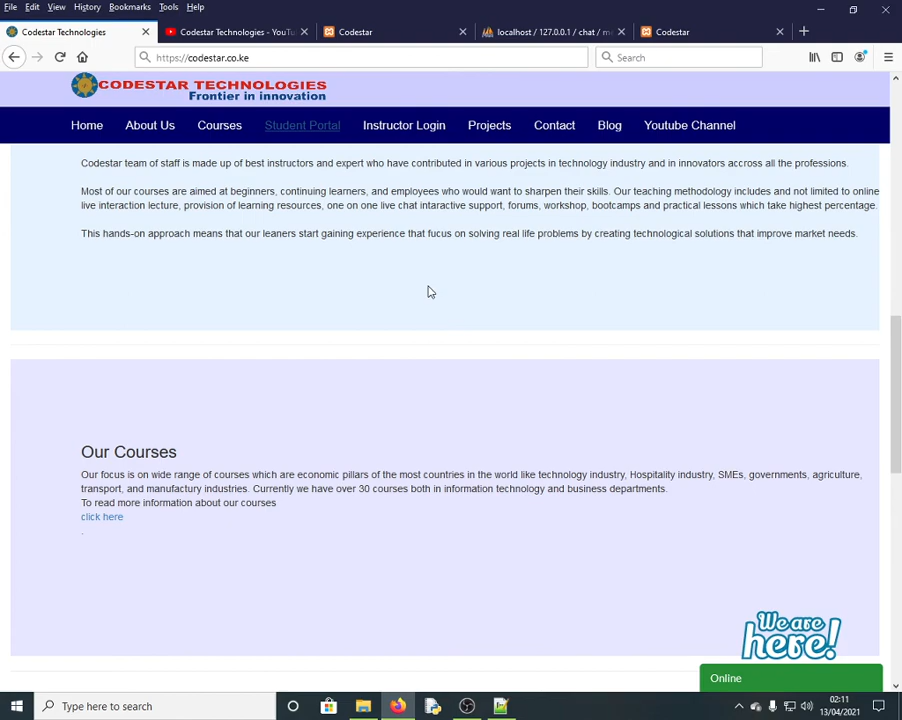 File Edit View History Bookmarks Tools Help
Codestar Technologies
Codestar Technologies - YouTu
Codestar
localhost / 127.0.0.1 / chat / m
Codestar
https://codestar.co.ke
Search
CODESTAR TECHNOLOGIES
Frontier in innovation
Home About Us Courses Student Portal Instructor Login Projects Contact Blog Youtube Channel
Codestar team of staff is made up of best instructors and expert who have contributed in various projects in technology industry and in innovators accross all the professions.
Most of our courses are aimed at beginners, continuing learners, and employees who would want to sharpen their skills. Our teaching methodology includes and not limited to online
live interaction lecture, provision of learning resources, one on one live chat intaractive support, forums, workshop, bootcamps and practical lessons which take highest percentage.
This hands-on approach means that our leaners start gaining experience that fucus on solving real life problems by creating technological solutions that improve market needs.
Our Courses
Our focus is on wide range of courses which are economic pillars of the most countries in the world like technology industry, Hospitality industry, SMEs, governments, agriculture,
transport, and manufactury industries. Currently we have over 30 courses both in information technology and business departments.
To read more information about our courses
click here
.
We are
here!
Online
Type here to search
02:11
13/04/2021